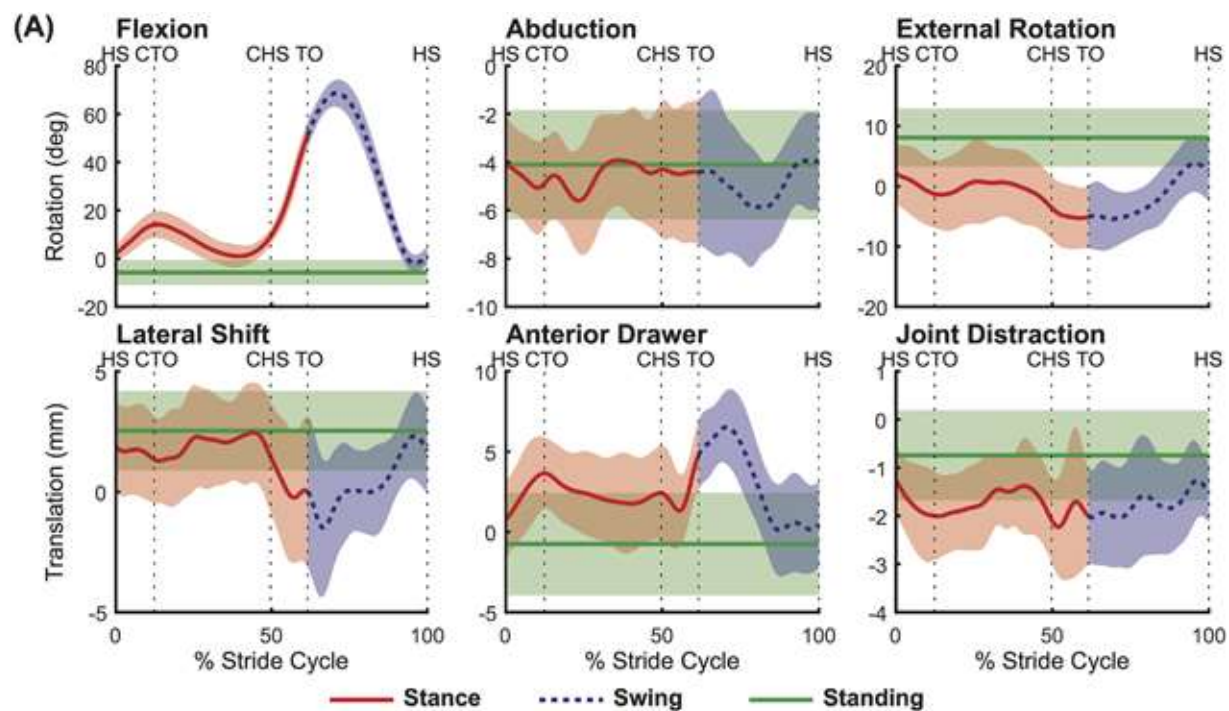 (A)
Flexion
Abduction
External Rotation
HS CTO CHS TO HS
HS CTO CHS TO HS
HS CTO CHS TO HS
Rotation (deg)
80
60
40
20
0
-20
0
-2
-4
-6
-8
-10
20
10
0
-10
-20
Lateral Shift
Anterior Drawer
Joint Distraction
HS CTO CHS TO HS
HS CTO CHS TO HS
HS CTO CHS TO HS
Translation (mm)
5
0
-5
10
5
0
-5
1
0
-1
-2
-3
-4
0 50 100
0 50 100
0 50 100
% Stride Cycle
% Stride Cycle
% Stride Cycle
Stance Swing Standing